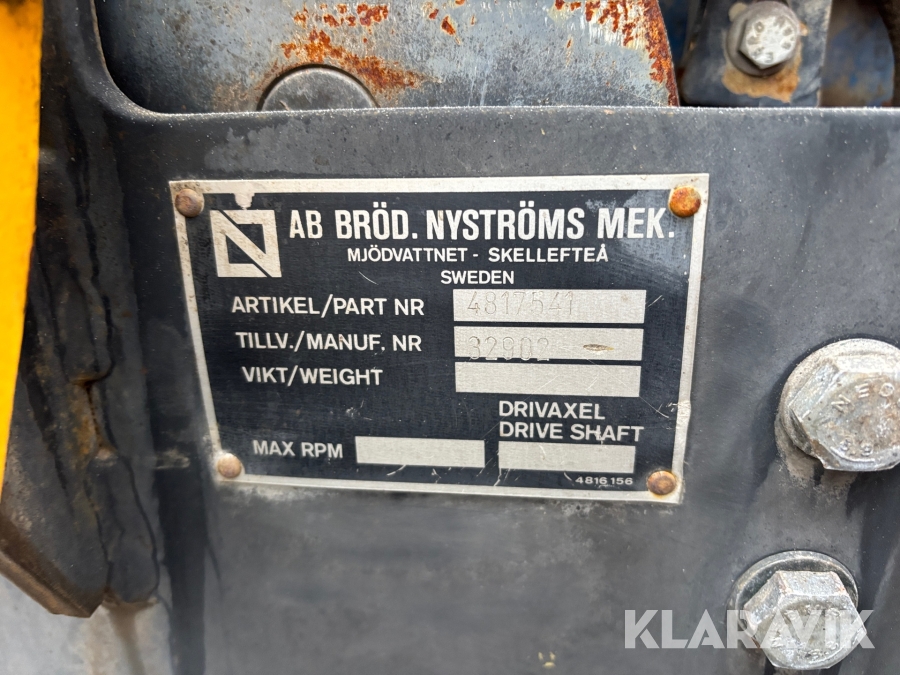 AB BRÖD. NYSTRÖMS MEK.
MJÖDVATTNET - SKELLEFTEÅ
SWEDEN
ARTIKEL/PART NR 4817541
TILLV./MANUF. NR 32902
VIKT/WEIGHT
DRIVAXEL
DRIVE SHAFT
MAX RPM
4816 156
KLARAVIK